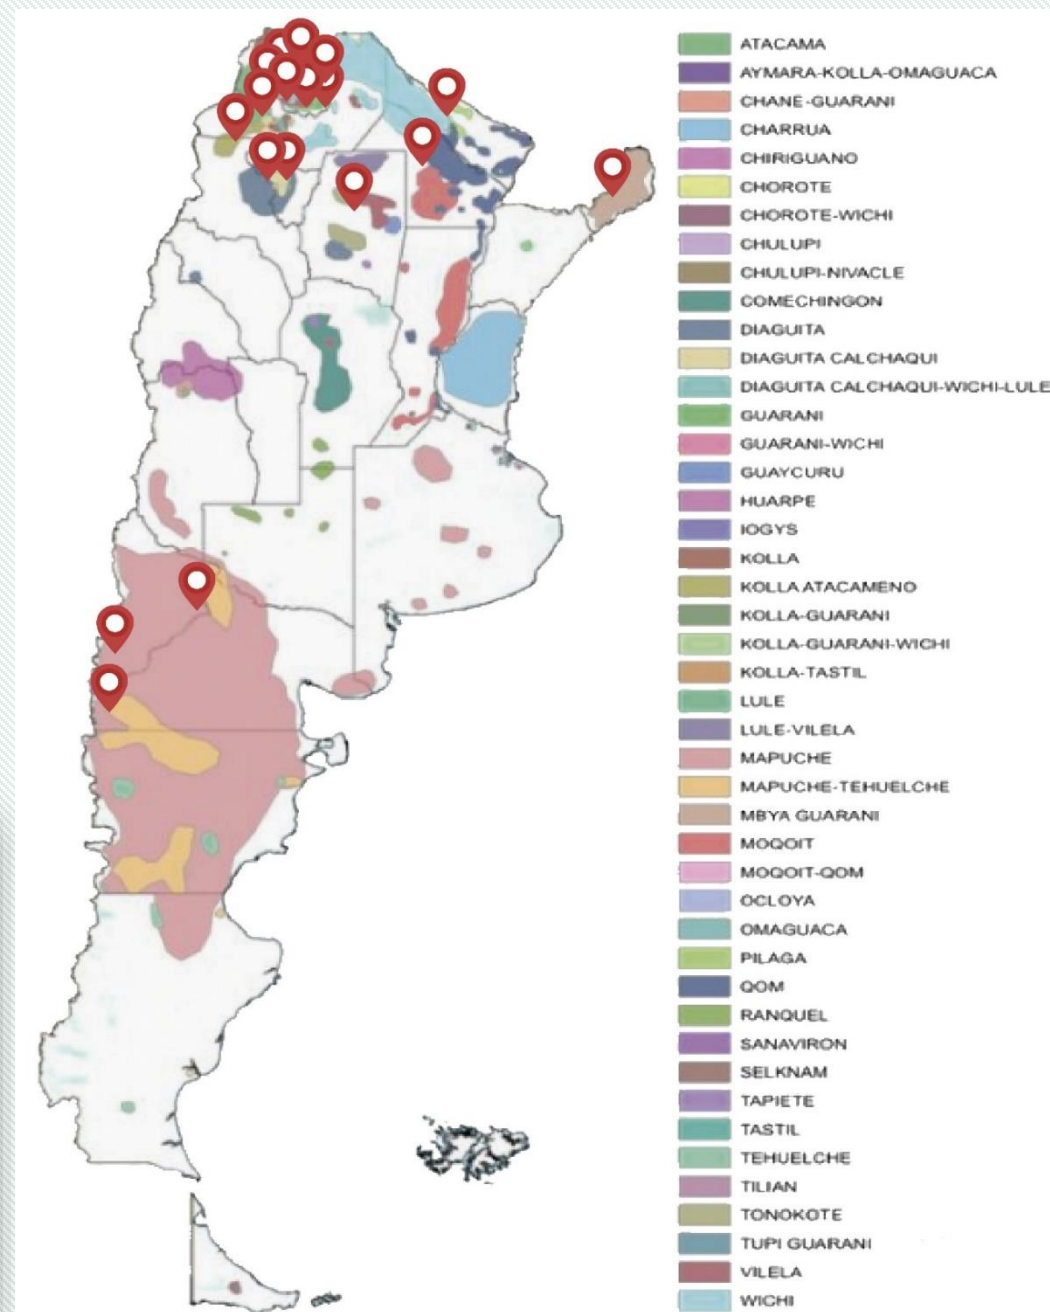 ATACAMA
AYMARA-KOLLA-OMAGUACA
CHANE-GUARANI
CHARRUA
CHIRIGUANO
CHOROTE
CHOROTE-WICHI
CHULUPI
CHULUPI-NIVACLE
COMECHINGON
DIAGUITA
DIAGUITA CALCHAQUI
DIAGUITA CALCHAQUI-WICHI-LULE
GUARANI
GUARANI-WICHI
GUAYCURU
HUARPE
IOGYS
KOLLA
KOLLA ATACAMENO
KOLLA-GUARANI
KOLLA-GUARANI-WICHI
KOLLA-TASTIL
LULE
LULE-VILELA
MAPUCHE
MAPUCHE-TEHUELCHE
MBYA GUARANI
MOQOIT
MOQOIT-QOM
OCLOYA
OMAGUACA
PILAGA
QOM
RANQUEL
SANAVIRON
SELKNAM
TAPIETE
TASTIL
TEHUELCHE
TILIAN
TONOKOTE
TUPI GUARANI
VILELA
WICHI